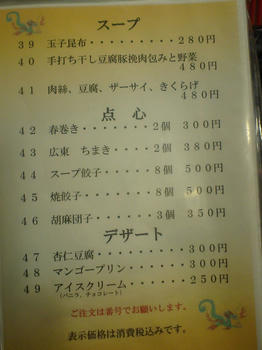 スープ
39 玉子昆布・・・・・・・・280円
40 手打ち干し豆腐豚挽肉包みと野菜
480円
41 肉絲、豆腐、ザーサイ、きくらげ
480円
点 心
42 春巻き・・・・・・・2個 380円
43 広東 ちまき・・・・2個 380円
44 スープ餃子・・・・・8個 500円
45 焼餃子・・・・・・・8個 500円
46 胡麻団子・・・・・・3個 350円
デザート
47 杏仁豆腐・・・・・・・・300円
48 マンゴープリン・・・・・300円
49 アイスクリーム・・・・・250円
(バニラ、チョコレート)
ご注文は番号でお願いします。
表示価格は消費税込みです。